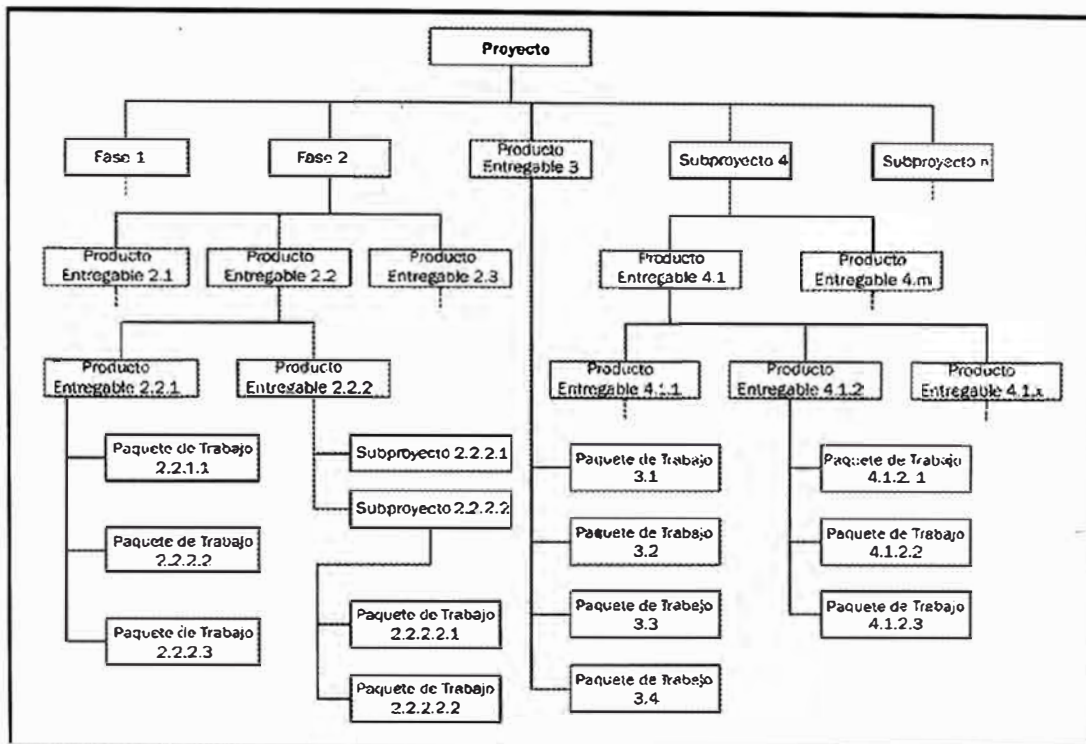 Proyecto
Fase 1
Fase 2
Producto
Entregable 3
Subproyecto 4
Subproyecto n
Producto
Entregable 2.1
Producto
Entregable 2.2
Producto
Entregable 2.3
Producto
Entregable 4.1
Producto
Entregable 4.m
Producto
Entregable 2.2.1
Producto
Entregable 2.2.2
Producto
Entregable 4.1.1
Producto
Entregable 4.1.2
Producto
Entregable 4.1.x
Paquete de Trabajo
2.2.1.1
Subproyecto 2.2.2.1
Paquete de Trabajo
3.1
Paquete de Trabajo
4.1.2.1
Subproyecto 2.2.2.2
Paquete de Trabajo
2.2.2.2
Paquete de Trabajo
3.2
Paquete de Trabajo
4.1.2.2
Paquete de Trabajo
2.2.2.3
Paquete de Trabajo
2.2.2.2.1
Paquete de Trabajo
3.3
Paquete de Trabajo
4.1.2.3
Paquete de Trabajo
2.2.2.2.2
Paquete de Trabajo
3.4